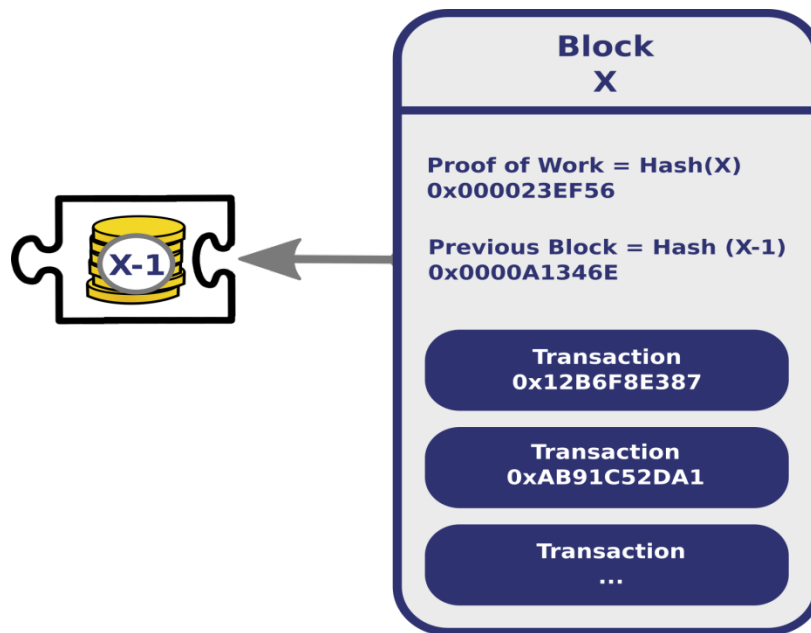 Block
X
Proof of Work = Hash(X)
0x000023EF56
Previous Block = Hash (X-1)
0x0000A1346E
X-1
Transaction
0x12B6F8E387
Transaction
0xAB91C52DA1
Transaction
...